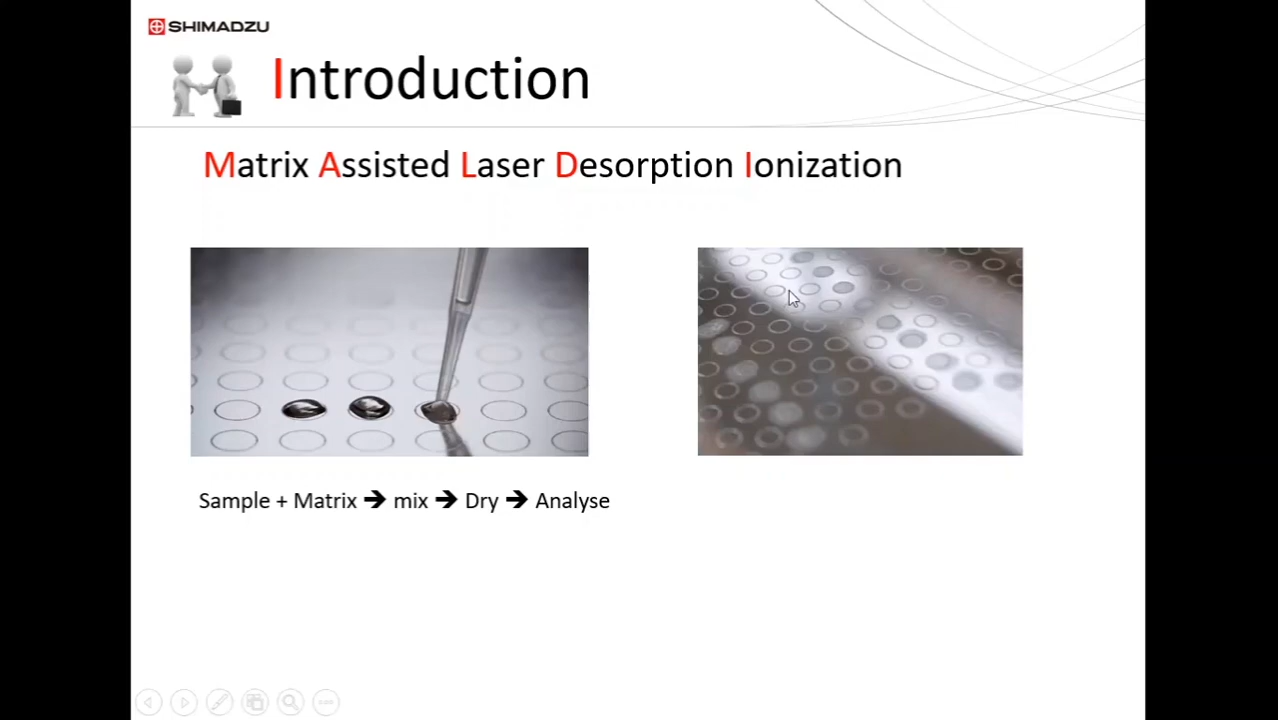 SHIMADZU
Introduction
Matrix Assisted Laser Desorption Ionization
Sample + Matrix → mix → Dry → Analyse